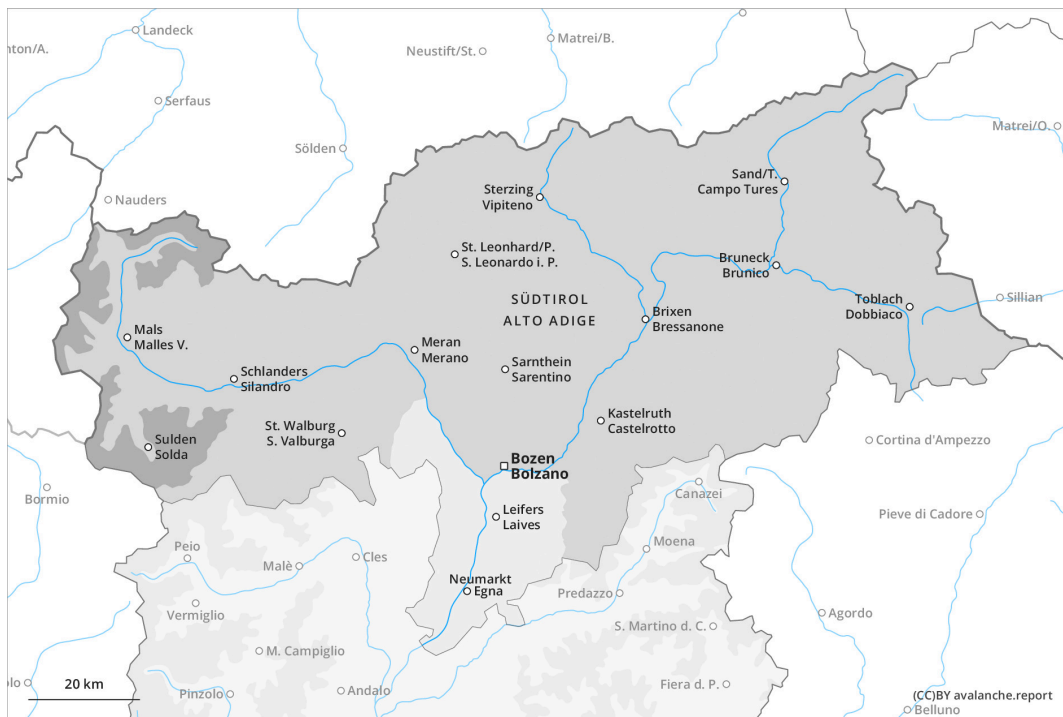 Landeck
nton/A.
Neustift/St.
Matrei/B.
Serfaus
Matrei/O.
Sölden
Sand/T.
Campo Tures
Sterzing
Vipiteno
Nauders
St. Leonhard/P.
S. Leonardo i. P.
Bruneck
Brunico
SÜDTIROL
ALTO ADIGE
Toblach
Dobbiaco
Sillian
Brixen
Bressanone
Mals
Malles V.
Meran
Merano
Sarnthein
Sarentino
Schlanders
Silandro
Kastelruth
Castelrotto
St. Walburg
S. Valburga
Sulden
Solda
Cortina d'Ampezzo
Bozen
Bolzano
Bormio
Canazei
Leifers
Laives
Pieve di Cadore
Moena
Peio
Malè
Cles
Neumarkt
Egna
Predazzo
Vermiglio
Agordo
S. Martino d. C.
M. Campiglio
olo
20 km
Pinzolo
Andalo
Fiera d. P.
(CC)BY avalanche.report
Belluno